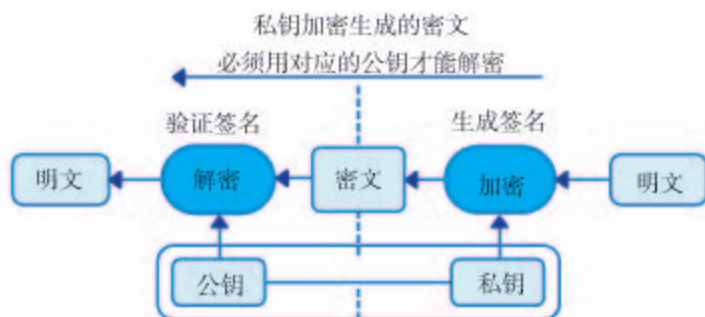 私钥加密生成的密文
必须用对应的公钥才能解密
验证签名
生成签名
明文
解密
密文
加密
明文
公钥
私钥